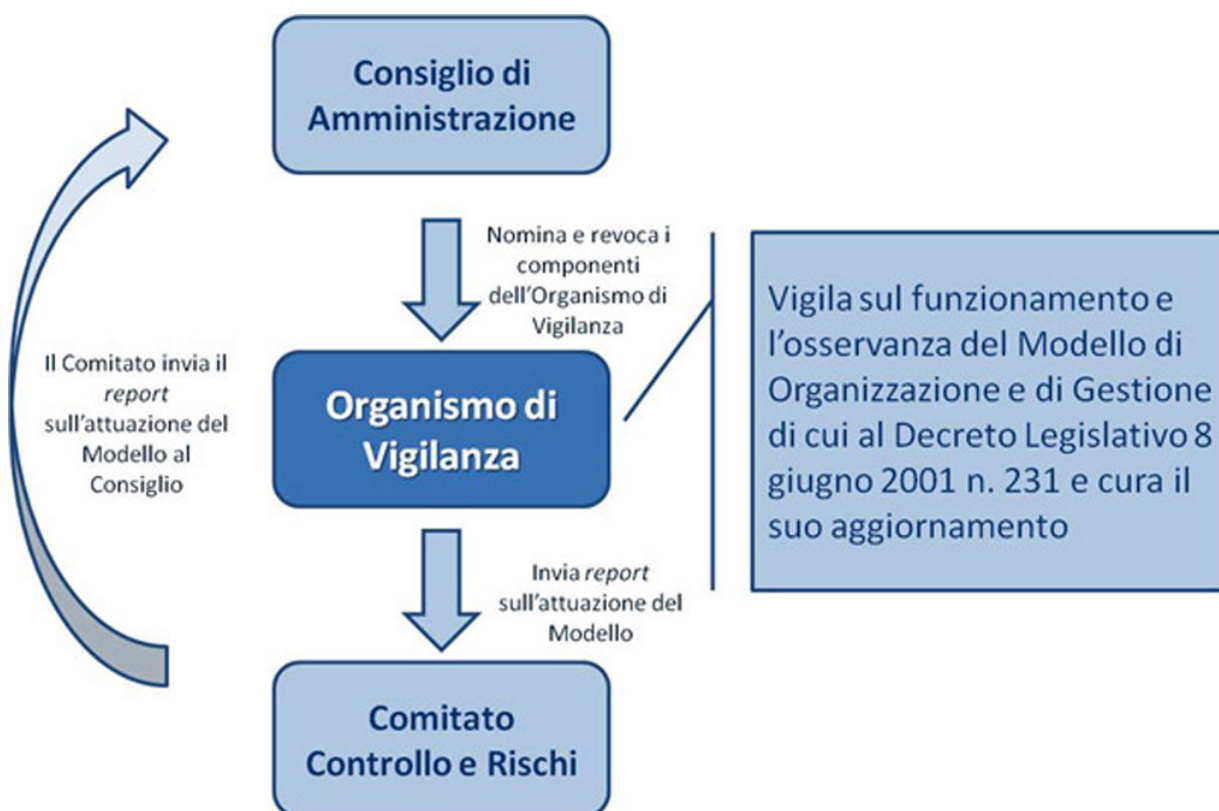 Consiglio di
Amministrazione
Nomina e revoca i
componenti
dell'Organismo di
Vigilanza
Il Comitato invia il
report
sull'attuazione del
Modello al
Consiglio
Organismo di
Vigilanza
Vigila sul funzionamento e
l'osservanza del Modello di
Organizzazione e di Gestione
di cui al Decreto Legislativo 8
giugno 2001 n. 231 e cura il
suo aggiornamento
Invia report
sull'attuazione del
Modello
Comitato
Controllo e Rischi